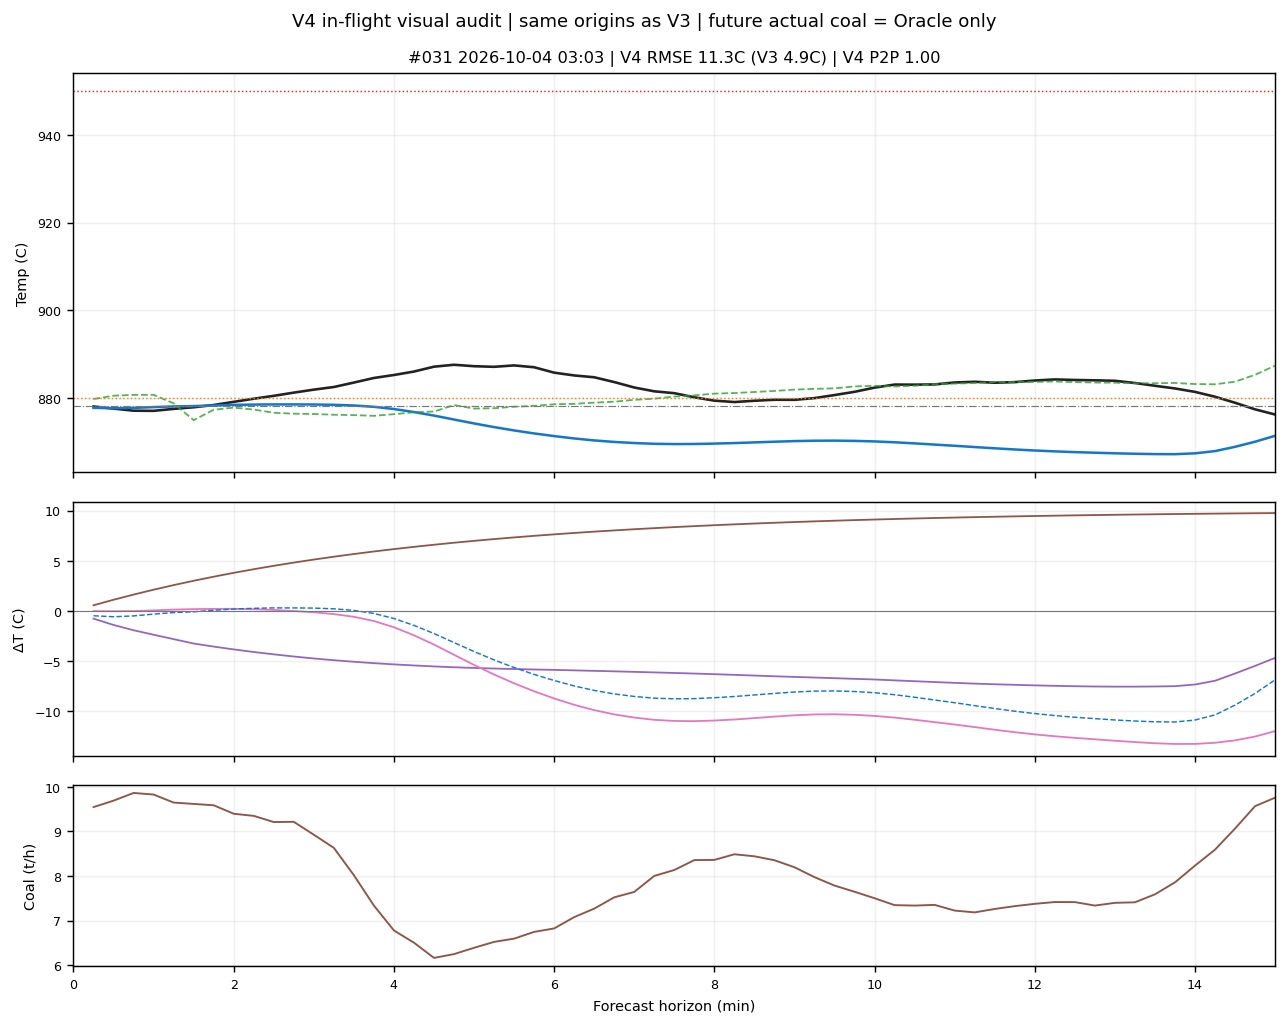 V4 in-flight visual audit | same origins as V3 | future actual coal = Oracle only
#031 2026-10-04 03:03 | V4 RMSE 11.3C (V3 4.9C) | V4 P2P 1.00
Temp (C)
940
920
900
880
ΔT (C)
10
5
0
−5
−10
Coal (t/h)
10
9
8
7
6
0 2 4 6 8 10 12 14
Forecast horizon (min)